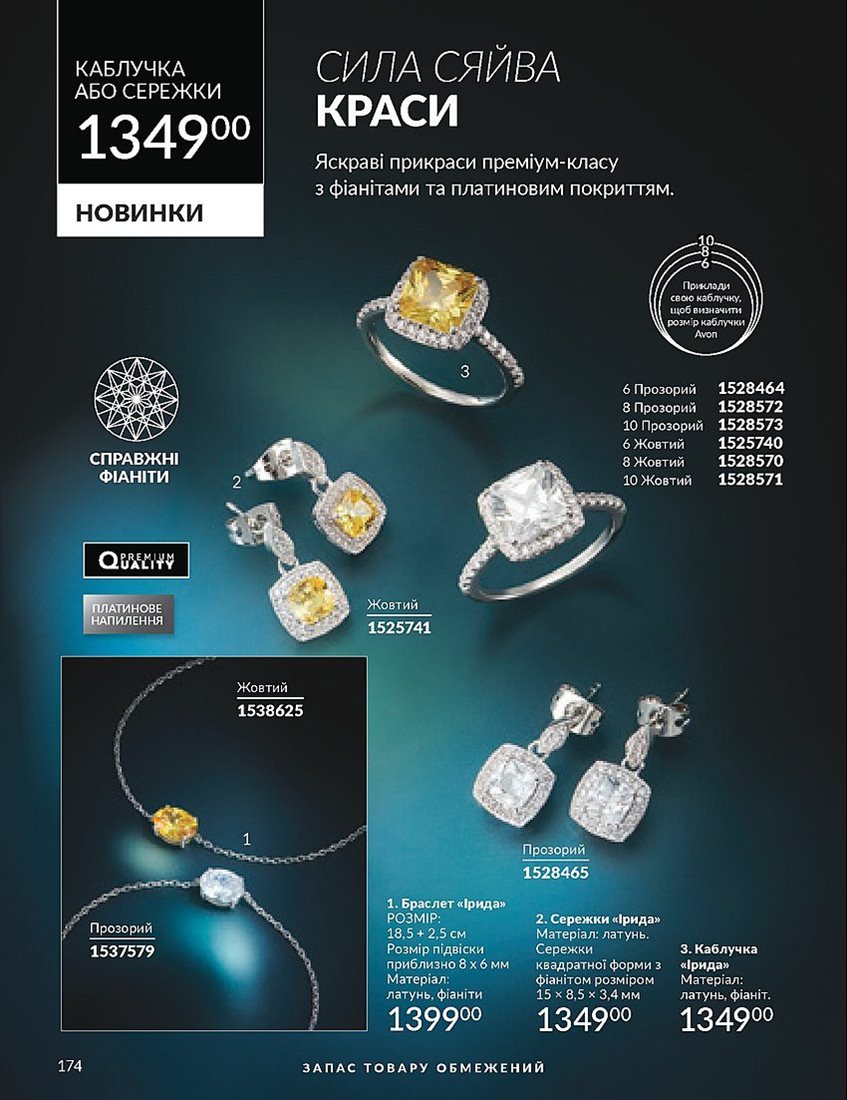 КАБЛУЧКА
АБО СЕРЕЖКИ
1349⁰⁰
НОВИНКИ
СИЛА СЯЙВА
КРАСИ
Яскраві прикраси преміум-класу
з фіанітами та платиновим покриттям.
10
8
6
Приклади
свою каблучку,
щоб визначити
розмір каблучки
Avon
3
6 Прозорий 1528464
8 Прозорий 1528572
10 Прозорий 1528573
6 Жовтий 1525740
8 Жовтий 1528570
10 Жовтий 1528571
СПРАВЖНІ
ФІАНІТИ
2
PREMIUM
QUALITY
ПЛАТИНОВЕ
НАПИЛЕННЯ
Жовтий
1525741
Жовтий
1538625
1
Прозорий
1537579
Прозорий
1528465
1. Браслет «Ірида»
РОЗМІР:
18,5 + 2,5 см
Розмір підвіски
приблизно 8 x 6 мм
Матеріал:
латунь, фіаніти
1399⁰⁰
2. Сережки «Ірида»
Матеріал: латунь.
Сережки
квадратної форми з
фіанітом розміром
15 × 8,5 × 3,4 мм
1349⁰⁰
3. Каблучка
«Ірида»
Матеріал:
латунь, фіаніт.
1349⁰⁰
174
ЗАПАС ТОВАРУ ОБМЕЖЕНИЙ